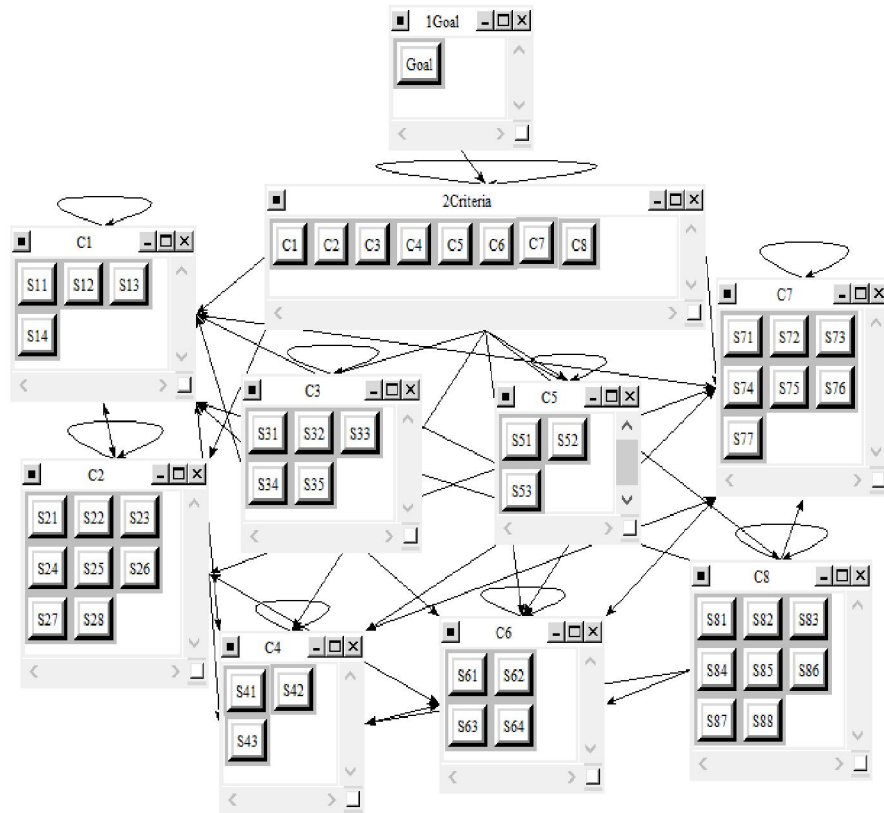 1Goal
Goal
2Criteria
C1 C2 C3 C4 C5 C6 C7 C8
C1
S11 S12 S13
S14
C7
S71 S72 S73
S74 S75 S76
S77
C3
S31 S32 S33
S34 S35
C5
S51 S52
S53
C2
S21 S22 S23
S24 S25 S26
S27 S28
C8
S81 S82 S83
S84 S85 S86
S87 S88
C4
S41 S42
S43
C6
S61 S62
S63 S64